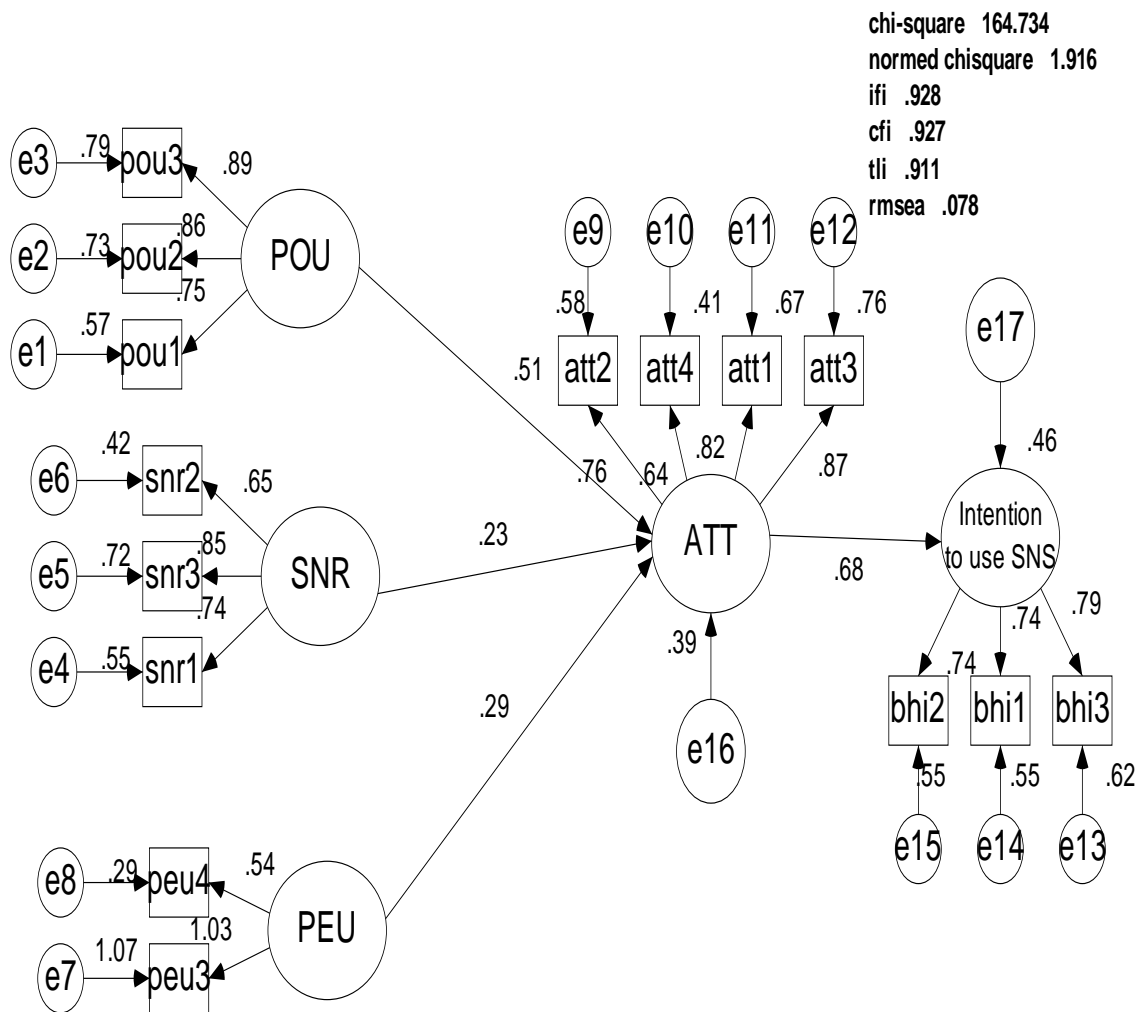 chi-square 164.734
normed chisquare 1.916
ifi .928
cfi .927
tli .911
rmsea .078
e3 .79 pou3 .89
e2 .73 pou2 .86
e1 .57 pou1 .75
POU
.51
e9 e10 e11 e12
.58 .41 .67 .76
att2 att4 att1 att3
.76 .64 .82 .87
e17
.46
e6 .42 snr2 .65
e5 .72 snr3 .85
e4 .55 snr1 .74
SNR
.23
ATT
.68
Intention
to use SNS
.39
e16
.74 .74 .79
bhi2 bhi1 bhi3
.55 .55 .62
e15 e14 e13
.29
e8 .29 peu4 .54
e7 1.07 peu3 1.03
PEU